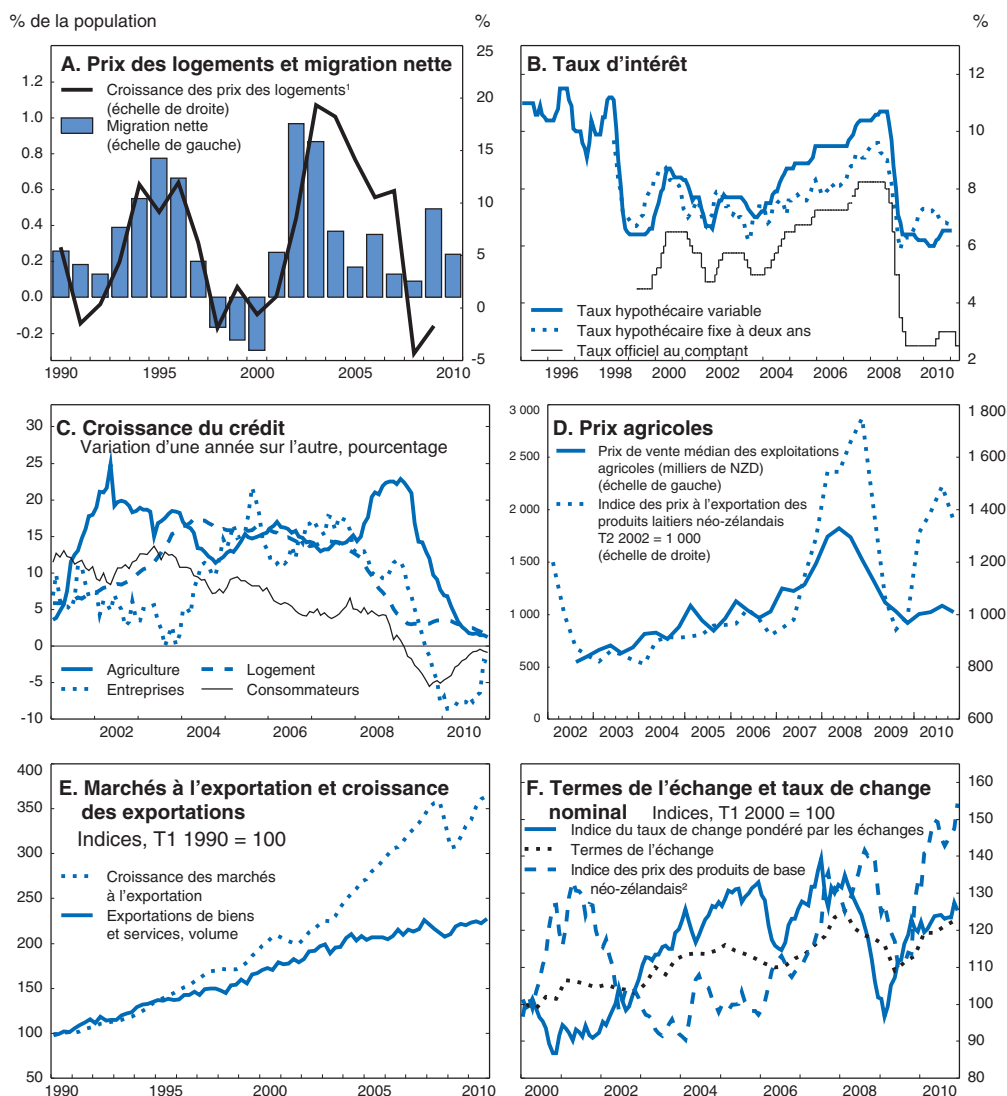 % de la population
%
%
A. Prix des logements et migration nette
Croissance des prix des logements¹
(échelle de droite)
Migration nette
(échelle de gauche)
1.2
1.0
0.8
0.6
0.4
0.2
0.0
-0.2
25
20
15
10
5
0
-5
1990
1995
2000
2005
2010
B. Taux d'intérêt
Taux hypothécaire variable
Taux hypothécaire fixe à deux ans
Taux officiel au comptant
12
10
8
6
4
2
1996
1998
2000
2002
2004
2006
2008
2010
C. Croissance du crédit
Variation d'une année sur l'autre, pourcentage
30
25
20
15
10
5
0
-5
-10
Agriculture
Logement
Entreprises
Consommateurs
2002
2004
2006
2008
2010
D. Prix agricoles
Prix de vente médian des exploitations
agricoles (milliers de NZD)
(échelle de gauche)
Indice des prix à l'exportation des
produits laitiers néo-zélandais
T2 2002 = 1 000
(échelle de droite)
3 000
2 500
2 000
1 500
1 000
500
0
1 800
1 600
1 400
1 200
1 000
800
600
2002
2003
2004
2005
2006
2007
2008
2009
2010
E. Marchés à l'exportation et croissance
des exportations
Indices, T1 1990 = 100
Croissance des marchés
à l'exportation
Exportations de biens
et services, volume
400
350
300
250
200
150
100
50
1990
1995
2000
2005
2010
F. Termes de l'échange et taux de change
nominal Indices, T1 2000 = 100
Indice du taux de change pondéré par les échanges
Termes de l'échange
Indice des prix des produits de base
néo-zélandais²
160
150
140
130
120
110
100
90
80
2000
2002
2004
2006
2008
2010